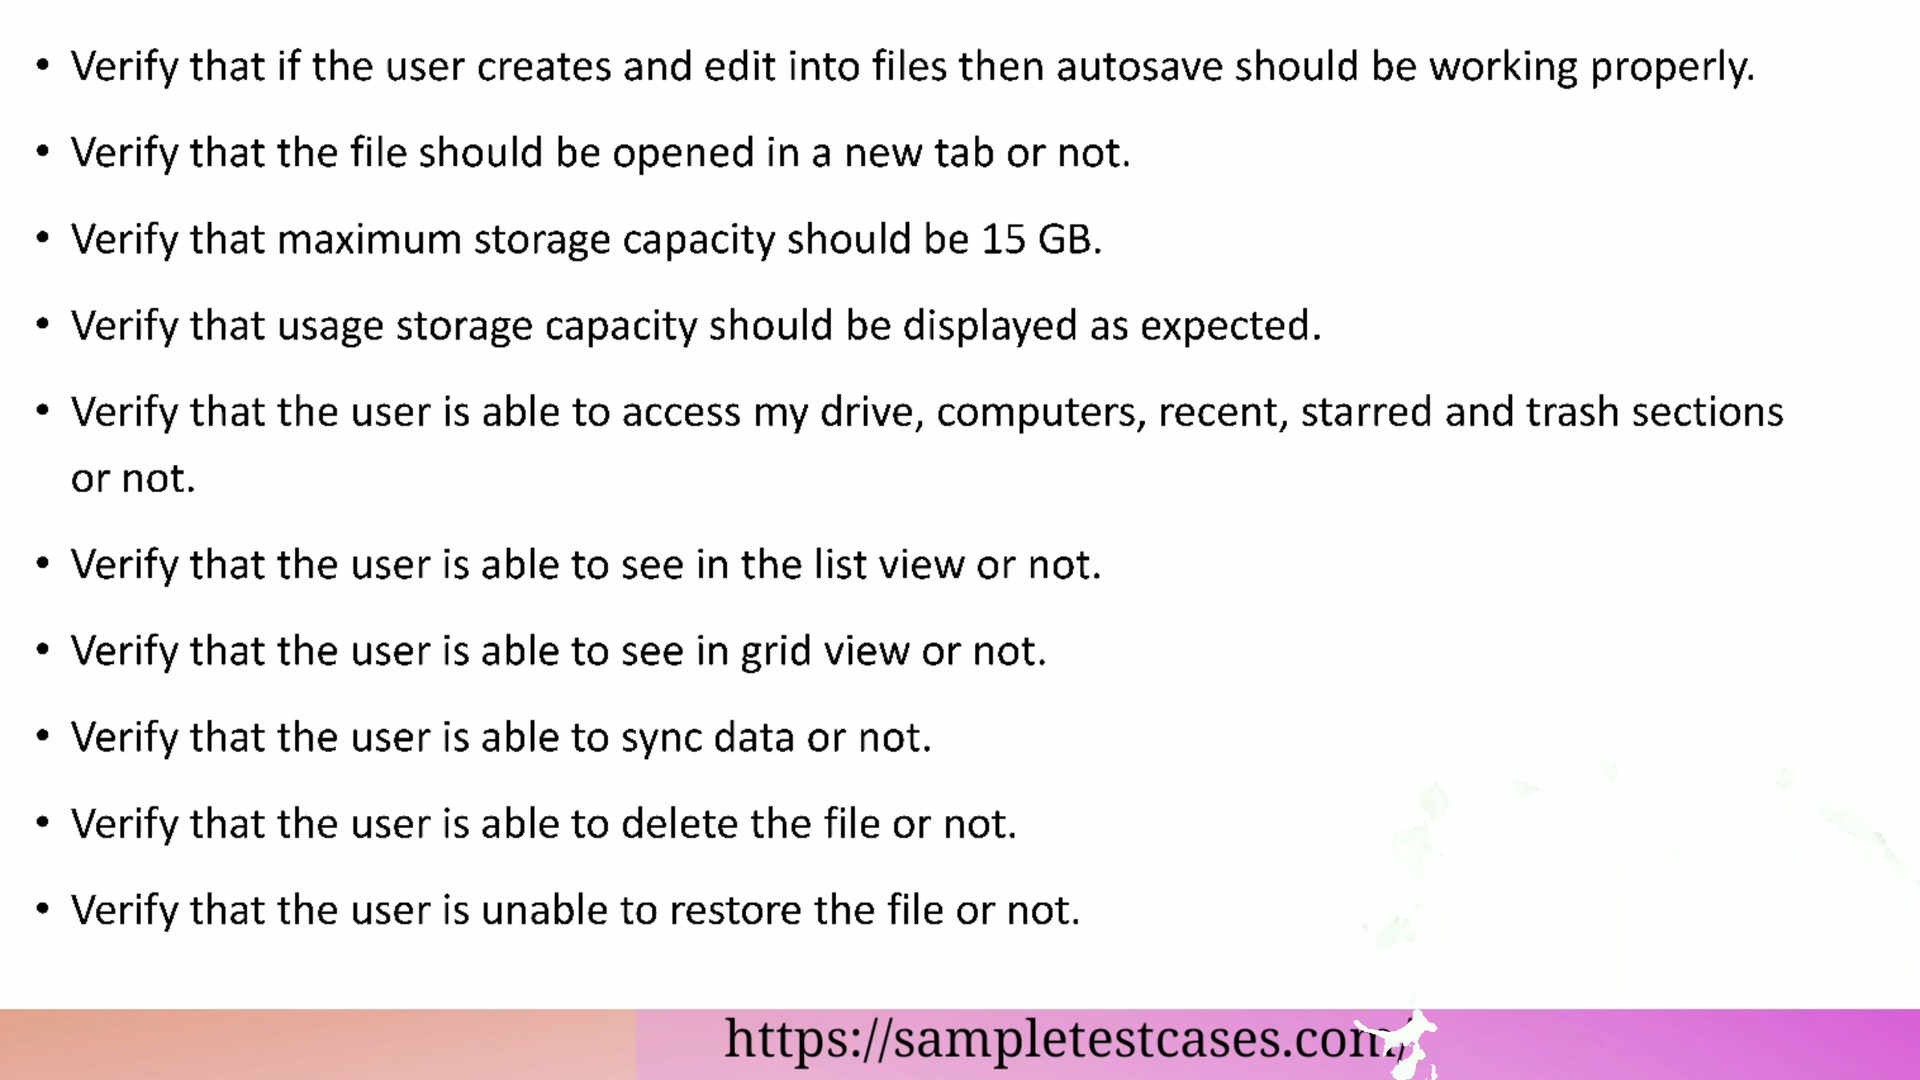 • Verify that if the user creates and edit into files then autosave should be working properly.
• Verify that the file should be opened in a new tab or not.
• Verify that maximum storage capacity should be 15 GB.
• Verify that usage storage capacity should be displayed as expected.
• Verify that the user is able to access my drive, computers, recent, starred and trash sections
or not.
• Verify that the user is able to see in the list view or not.
• Verify that the user is able to see in grid view or not.
• Verify that the user is able to sync data or not.
• Verify that the user is able to delete the file or not.
• Verify that the user is unable to restore the file or not.
https://sampletestcases.com/